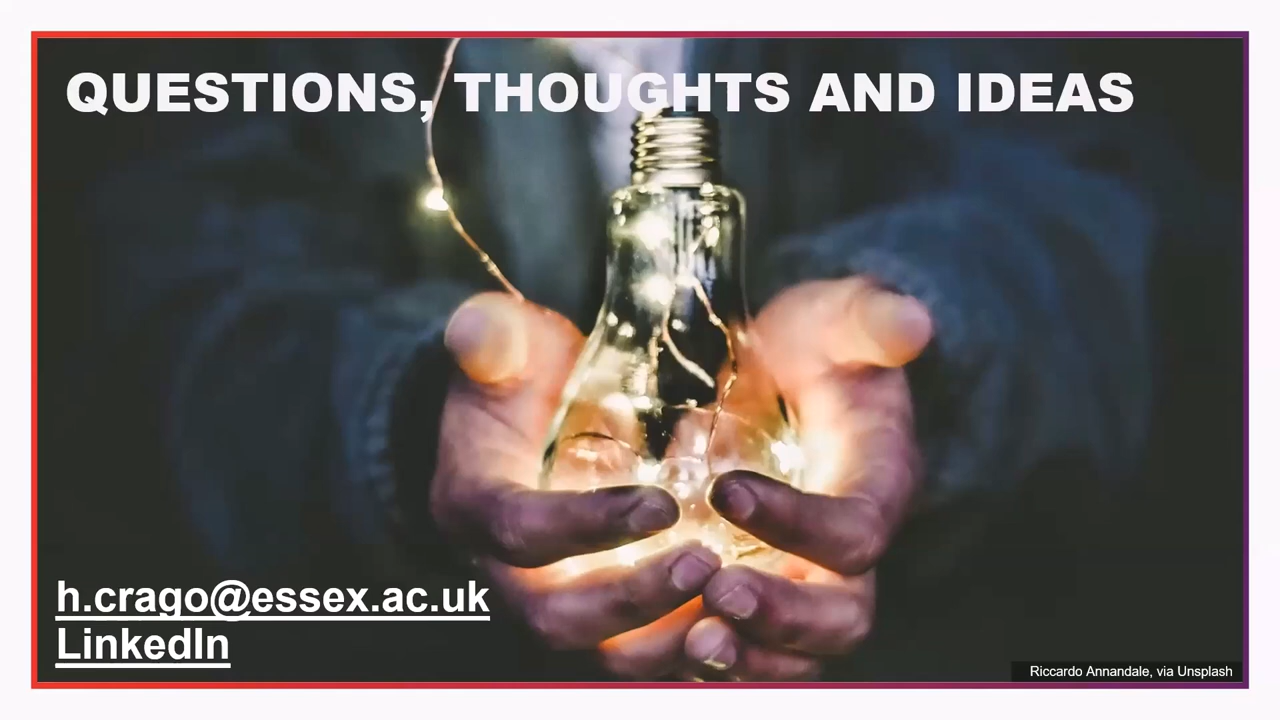 QUESTIONS, THOUGHTS AND IDEAS
h.crago@essex.ac.uk
LinkedIn
Riccardo Annandale, via Unsplash